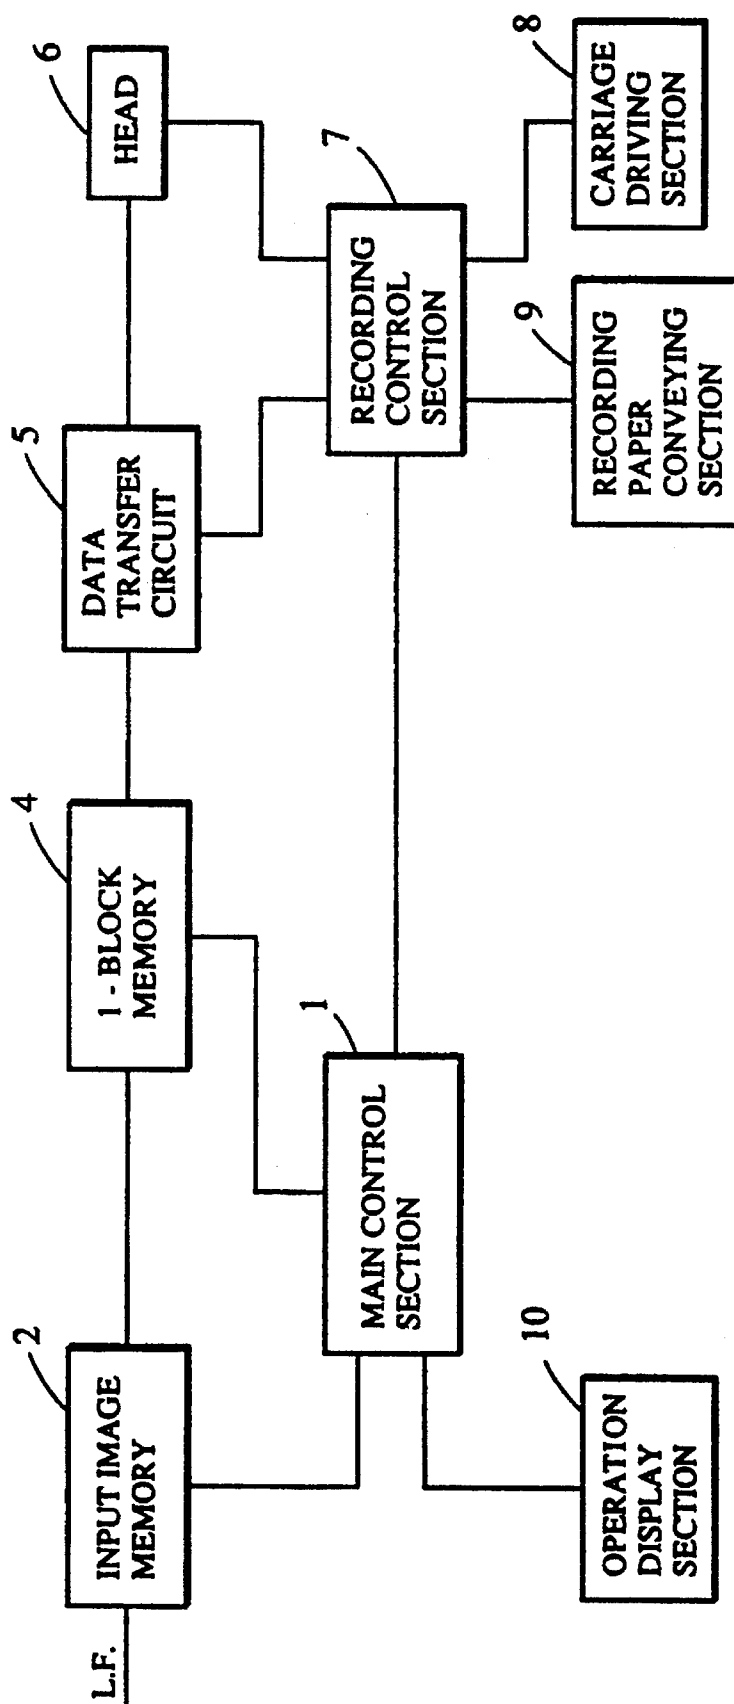 L.F.
2
INPUT IMAGE
MEMORY
4
1 - BLOCK
MEMORY
5
DATA
TRANSFER
CIRCUIT
6
HEAD
1
MAIN CONTROL
SECTION
7
RECORDING
CONTROL
SECTION
10
OPERATION
DISPLAY
SECTION
9
RECORDING
PAPER
CONVEYING
SECTION
8
CARRIAGE
DRIVING
SECTION